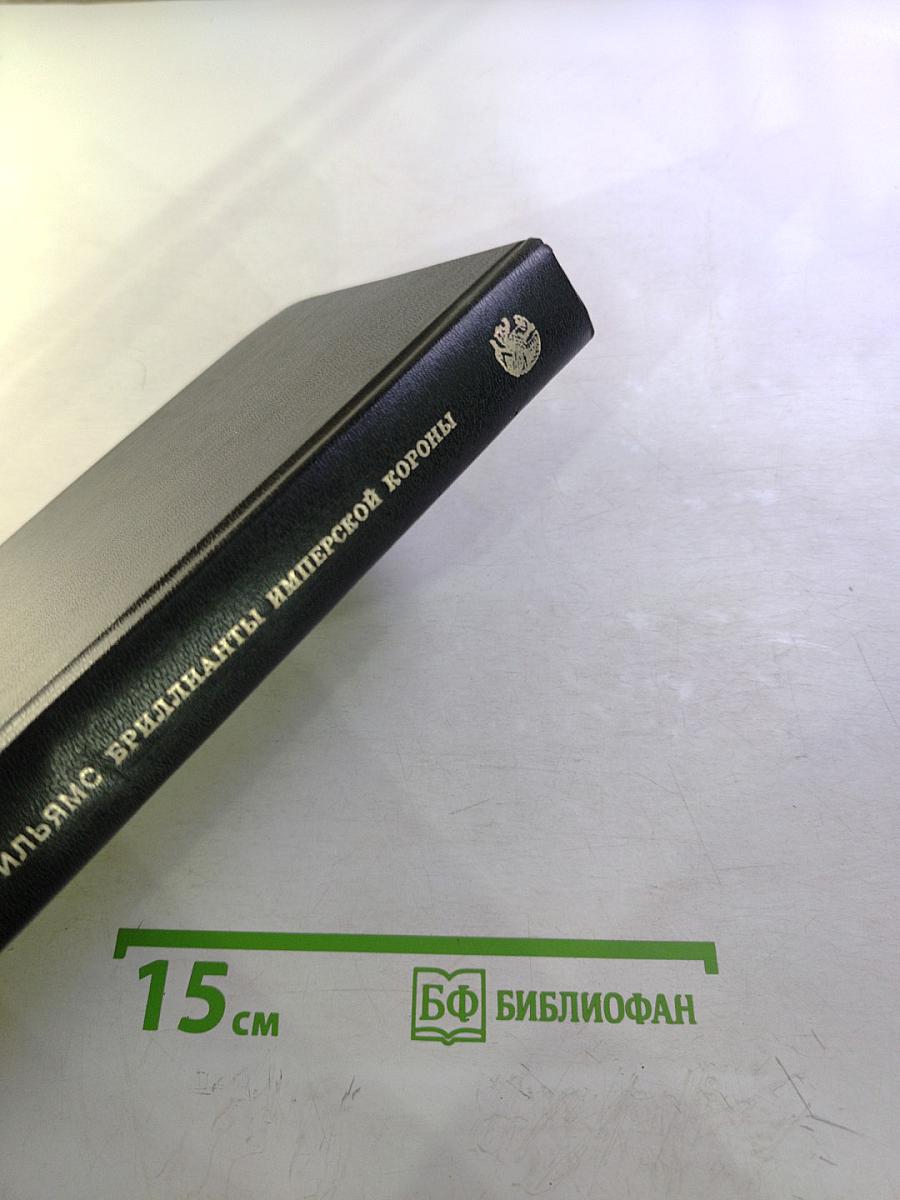 ИЛЬЯМС БРИЛЛИАНТЫ ИМПЕРСКОЙ КОРОНЫ
15 см
БФ БИБЛИОФАН